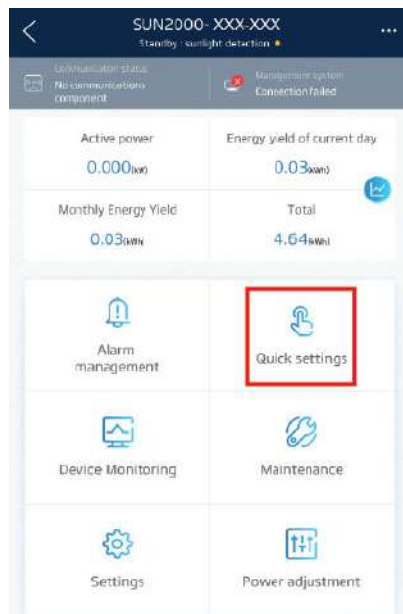 SUN2000- XXX-XXX
Standby : sunlight detection
Communication status
No communications
component
Management system
Connection failed
Active power
0.000(kW)
Energy yield of current day
0.03(kWh)
Monthly Energy Yield
0.03(kWh)
Total
4.64(kWh)
Alarm
management
Quick settings
Device Monitoring
Maintenance
Settings
Power adjustment